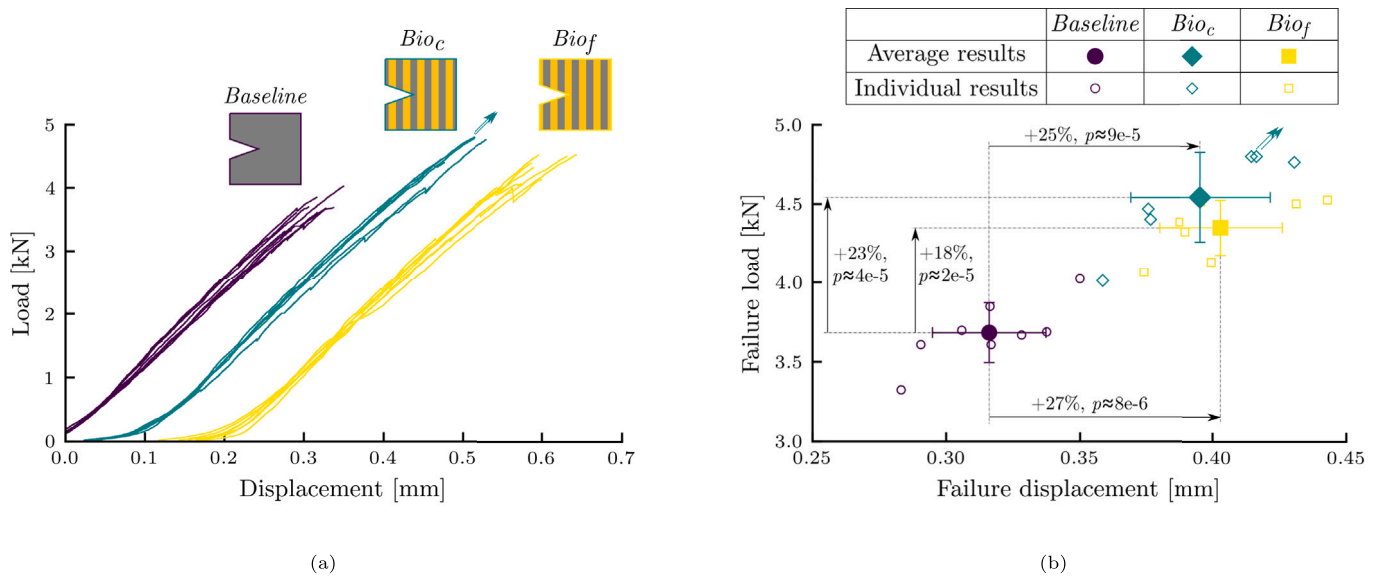 Baseline
Bio_c
Bio_f
5
4
3
2
1
0
Load [kN]
0.0 0.1 0.2 0.3 0.4 0.5 0.6 0.7
Displacement [mm]
(a)
Baseline Bio_c Bio_f
Average results
Individual results
5.0
4.5
4.0
3.5
3.0
Failure load [kN]
+25%, p≈9e-5
+23%,
p≈4e-5
+18%,
p≈2e-5
+27%, p≈8e-6
0.25 0.30 0.35 0.40 0.45
Failure displacement [mm]
(b)